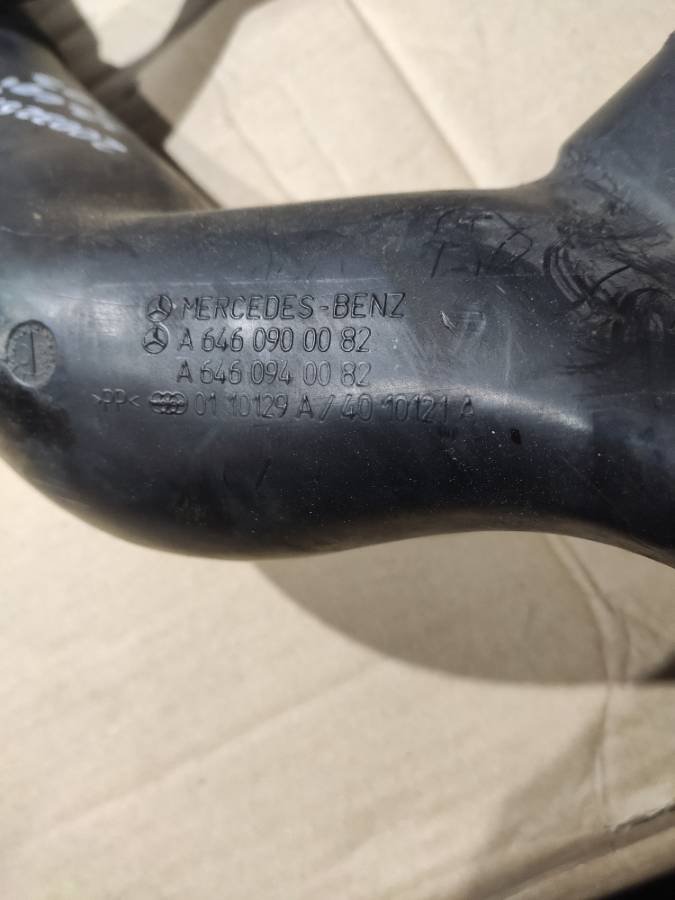 MERCEDES-BENZ
A 646 090 00 82
A 646 094 00 82
>PP< 01 10129 A / 40 10121 A